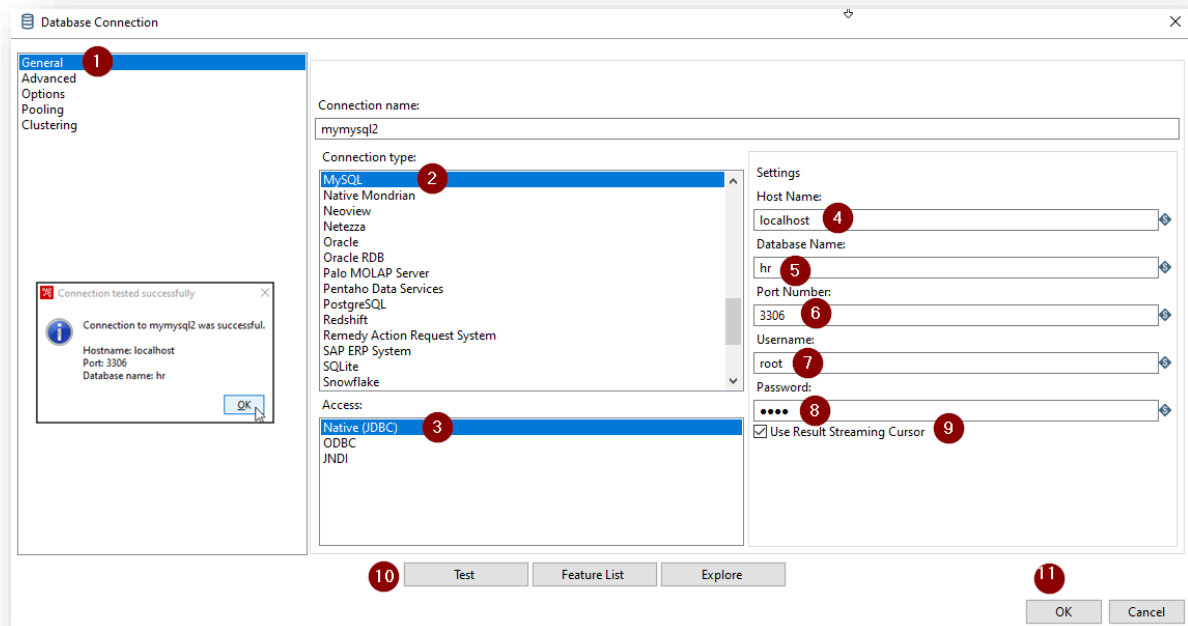 Database Connection
General 1
Advanced
Options
Pooling
Clustering
Connection tested successfully
Connection to mymysql2 was successful.
Hostname: localhost
Port: 3306
Database name: hr
OK
Connection name:
mymysql2
Connection type:
MySQL 2
Native Mondrian
Neoview
Netezza
Oracle
Oracle RDB
Palo MOLAP Server
Pentaho Data Services
PostgreSQL
Redshift
Remedy Action Request System
SAP ERP System
SQLite
Snowflake
Access:
Native (JDBC) 3
ODBC
JNDI
Settings
Host Name:
localhost 4
Database Name:
hr 5
Port Number:
3306 6
Username:
root 7
Password:
•••• 8
Use Result Streaming Cursor 9
10 Test Feature List Explore
11
OK Cancel